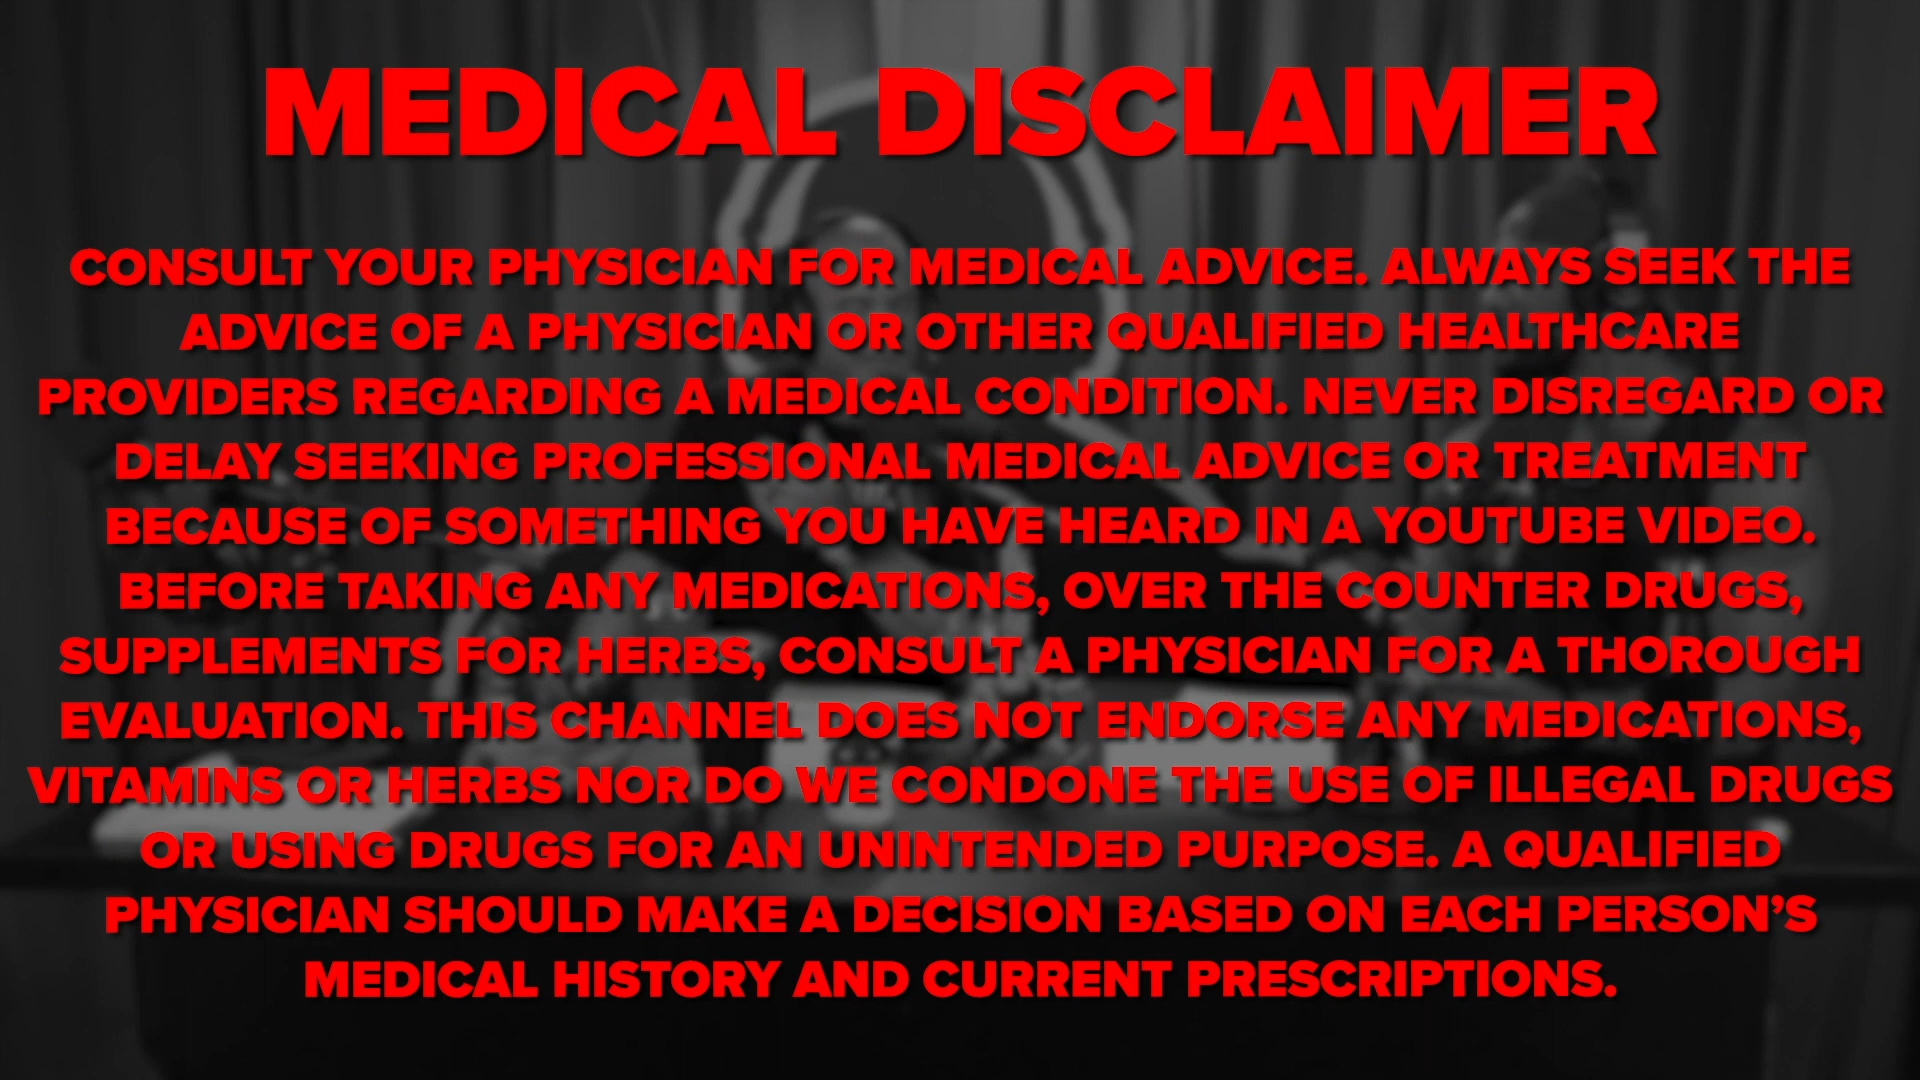 MEDICAL DISCLAIMER
CONSULT YOUR PHYSICIAN FOR MEDICAL ADVICE. ALWAYS SEEK THE
ADVICE OF A PHYSICIAN OR OTHER QUALIFIED HEALTHCARE
PROVIDERS REGARDING A MEDICAL CONDITION. NEVER DISREGARD OR
DELAY SEEKING PROFESSIONAL MEDICAL ADVICE OR TREATMENT
BECAUSE OF SOMETHING YOU HAVE HEARD IN A YOUTUBE VIDEO.
BEFORE TAKING ANY MEDICATIONS, OVER THE COUNTER DRUGS,
SUPPLEMENTS FOR HERBS, CONSULT A PHYSICIAN FOR A THOROUGH
EVALUATION. THIS CHANNEL DOES NOT ENDORSE ANY MEDICATIONS,
VITAMINS OR HERBS NOR DO WE CONDONE THE USE OF ILLEGAL DRUGS
OR USING DRUGS FOR AN UNINTENDED PURPOSE. A QUALIFIED
PHYSICIAN SHOULD MAKE A DECISION BASED ON EACH PERSON’S
MEDICAL HISTORY AND CURRENT PRESCRIPTIONS.